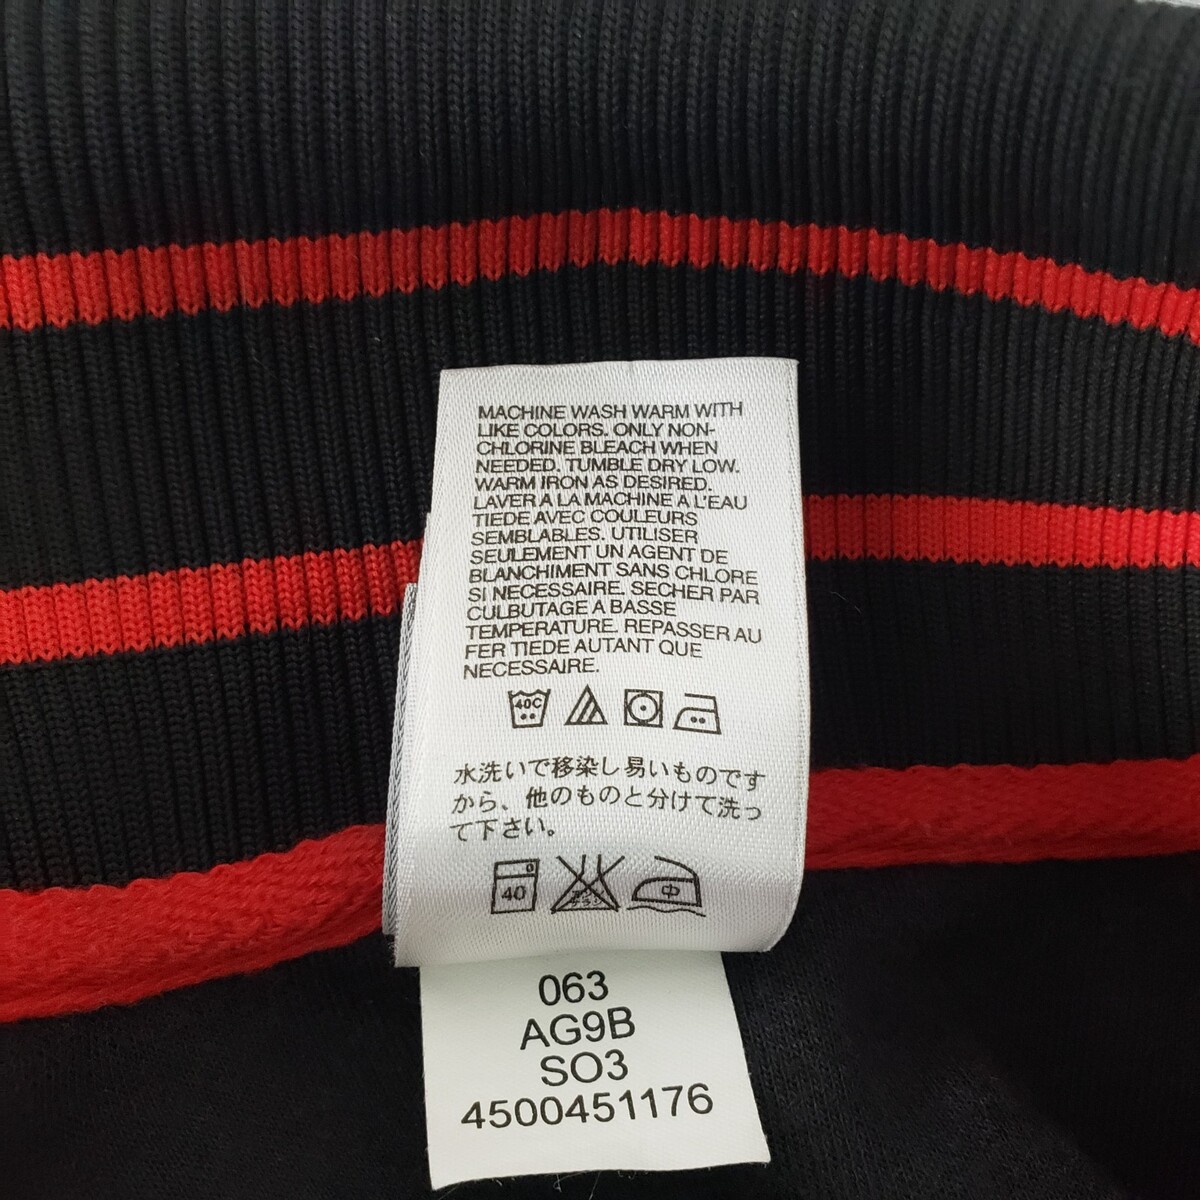 MACHINE WASH WARM WITH
LIKE COLORS. ONLY NON-
CHLORINE BLEACH WHEN
NEEDED. TUMBLE DRY LOW.
WARM IRON AS DESIRED.
LAVER A LA MACHINE A L'EAU
TIEDE AVEC COULEURS
SEMBLABLES. UTILISER
SEULEMENT UN AGENT DE
BLANCHIMENT SANS CHLORE
SI NECESSAIRE. SECHER PAR
CULBUTAGE A BASSE
TEMPERATURE. REPASSER AU
FER TIEDE AUTANT QUE
NECESSAIRE.
40C
水洗いで移染し易いものです
から、他のものと分けて洗っ
て下さい。
40 中
063
AG9B
SO3
4500451176